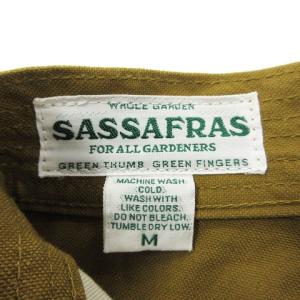 WHOLE GARDEN
SASSAFRAS
FOR ALL GARDENERS
GREEN THUMB GREEN FINGERS
MACHINE WASH
COLD.
WASH WITH
LIKE COLORS.
DO NOT BLEACH.
TUMBLE DRY LOW.
M